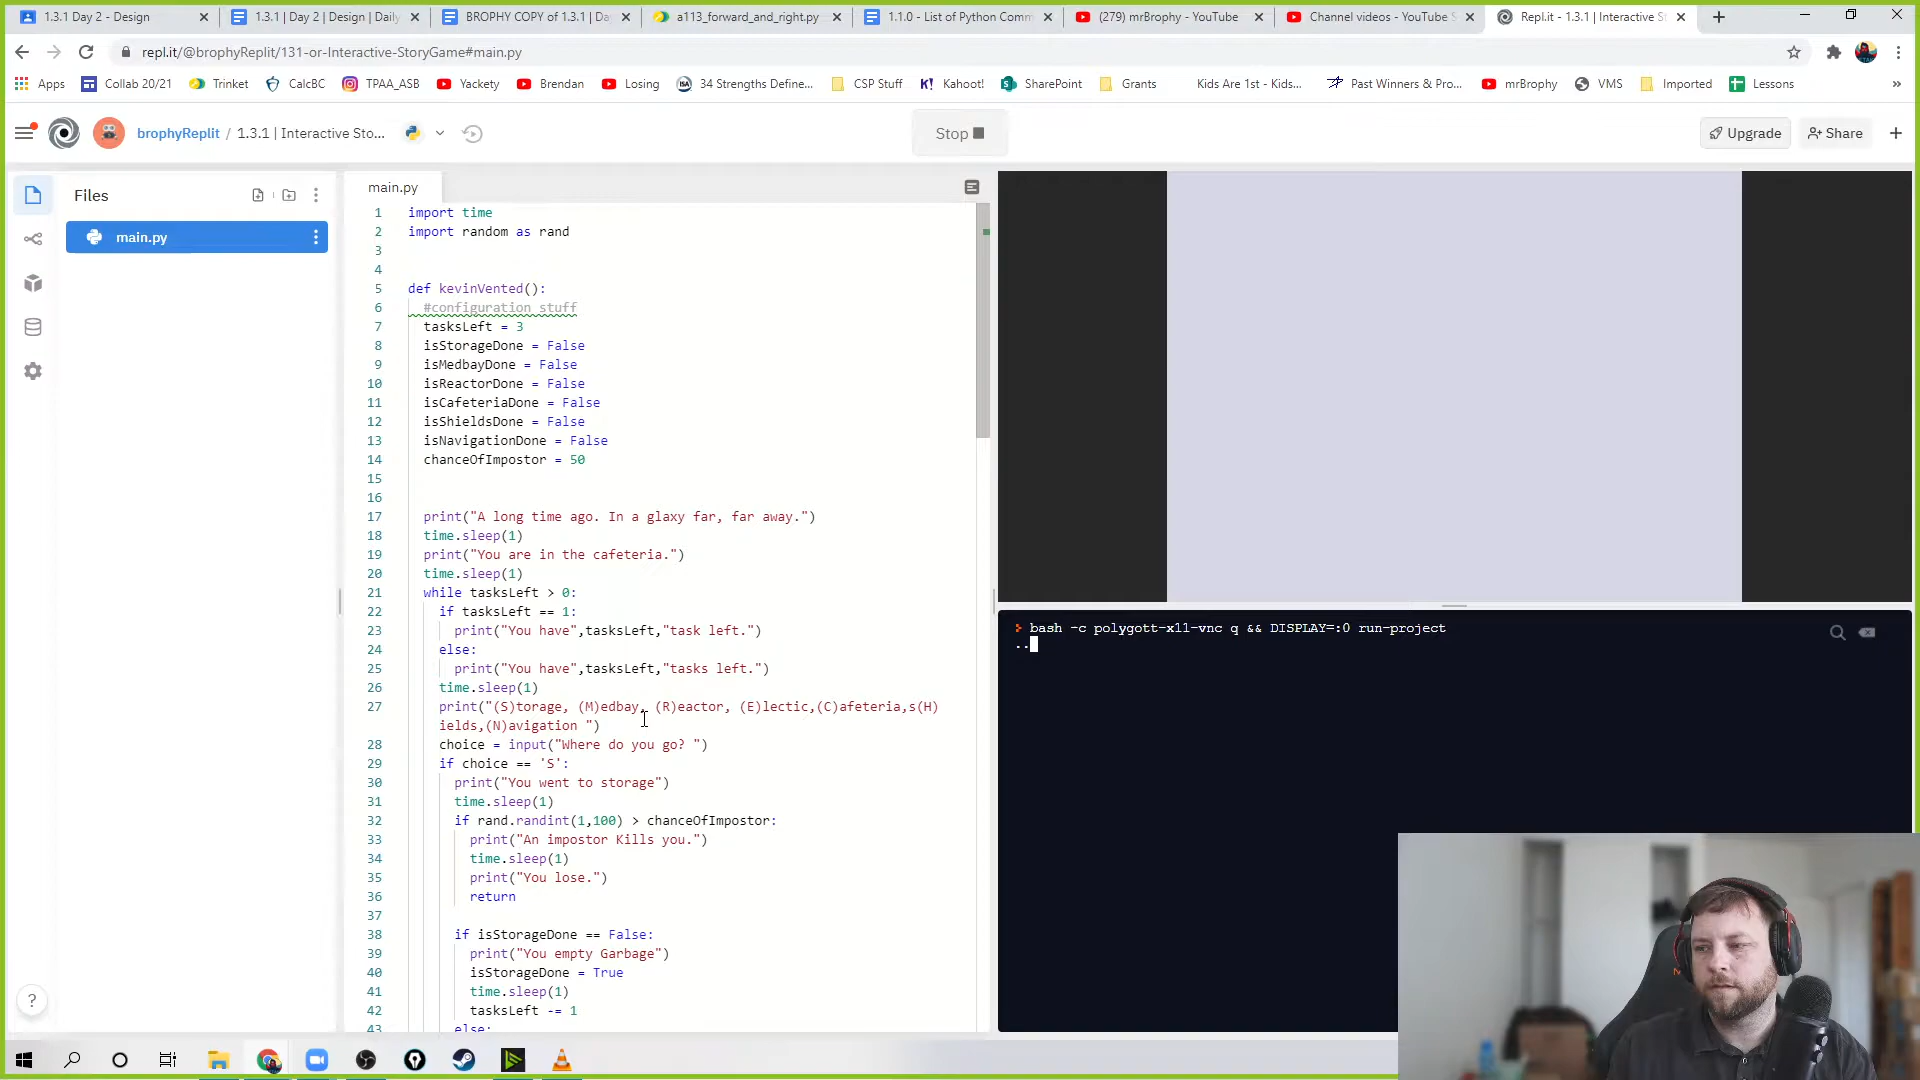 1.3.1 Day 2 - Design
1.3.1 | Day 2 | Design | Daily
BROPHY COPY of 1.3.1 | Da
a113_forward_and_right.py
1.1.0 - List of Python Comm
(279) mrBrophy - YouTube
Channel videos - YouTube S
Repl.it - 1.3.1 | Interactive St
repl.it/@brophyReplit/131-or-Interactive-StoryGame#main.py
Apps
Collab 20/21
Trinket
CalcBC
TPAA_ASB
Yackety
Brendan
Losing
34 Strengths Define...
CSP Stuff
Kahoot!
SharePoint
Grants
Kids Are 1st - Kids...
Past Winners & Pro...
mrBrophy
VMS
Imported
Lessons
»
brophyReplit / 1.3.1 | Interactive Sto...
Stop
Upgrade
Share
Files
main.py
main.py
1 import time
2 import random as rand
3
4
5 def kevinVented():
6 #configuration stuff
7 tasksLeft = 3
8 isStorageDone = False
9 isMedbayDone = False
10 isReactorDone = False
11 isCafeteriaDone = False
12 isShieldsDone = False
13 isNavigationDone = False
14 chanceOfImpostor = 50
15
16
17 print("A long time ago. In a glaxy far, far away.")
18 time.sleep(1)
19 print("You are in the cafeteria.")
20 time.sleep(1)
21 while tasksLeft > 0:
22 if tasksLeft == 1:
23 print("You have",tasksLeft,"task left.")
24 else:
25 print("You have",tasksLeft,"tasks left.")
26 time.sleep(1)
27 print("(S)torage, (M)edbay, (R)eactor, (E)lectic,(C)afeteria,s(H)
ields,(N)avigation ")
28 choice = input("Where do you go? ")
29 if choice == 'S':
30 print("You went to storage")
31 time.sleep(1)
32 if rand.randint(1,100) > chanceOfImpostor:
33 print("An impostor Kills you.")
34 time.sleep(1)
35 print("You lose.")
36 return
37
38 if isStorageDone == False:
39 print("You empty Garbage")
40 isStorageDone = True
41 time.sleep(1)
42 tasksLeft -= 1
43 else:
bash -c polygott-x11-vnc q && DISPLAY=:0 run-project
..
?